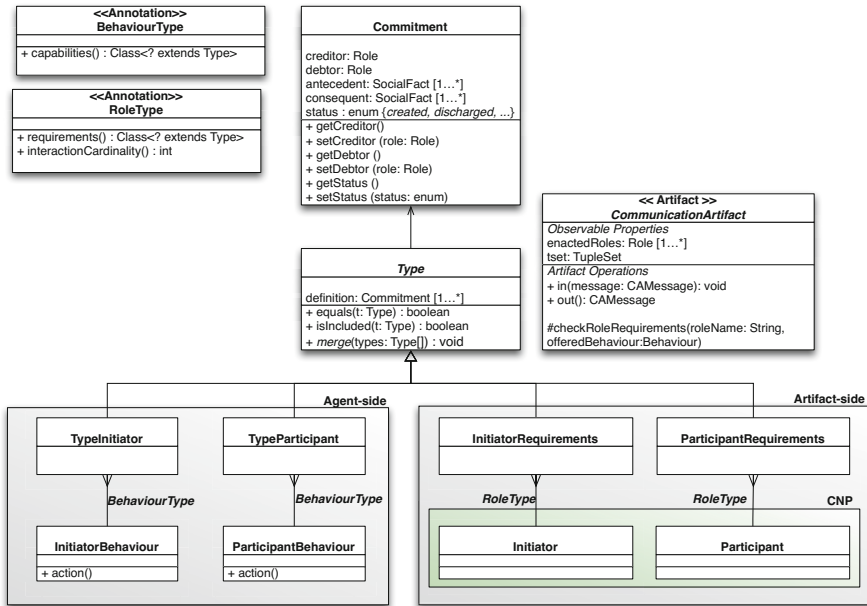 <<Annotation>>
BehaviourType
+ capabilities() : Class<? extends Type>
<<Annotation>>
RoleType
+ requirements() : Class<? extends Type>
+ interactionCardinality() : int
Commitment
creditor: Role
debtor: Role
antecedent: SocialFact [1...*]
consequent: SocialFact [1...*]
status : enum {created, discharged, ...}
+ getCreditor()
+ setCreditor (role: Role)
+ getDebtor ()
+ setDebtor (role: Role)
+ getStatus ()
+ setStatus (status: enum)
<< Artifact >>
CommunicationArtifact
Observable Properties
enactedRoles: Role [1...*]
tset: TupleSet
Artifact Operations
+ in(message: CAMessage): void
+ out(): CAMessage
#checkRoleRequirements(roleName: String,
offeredBehaviour:Behaviour)
Type
definition: Commitment [1...*]
+ equals(t: Type) : boolean
+ isIncluded(t: Type) : boolean
+ merge(types: Type[]) : void
Agent-side
TypeInitiator
TypeParticipant
BehaviourType
BehaviourType
InitiatorBehaviour
+ action()
ParticipantBehaviour
+ action()
Artifact-side
InitiatorRequirements
ParticipantRequirements
RoleType
RoleType
CNP
Initiator
Participant